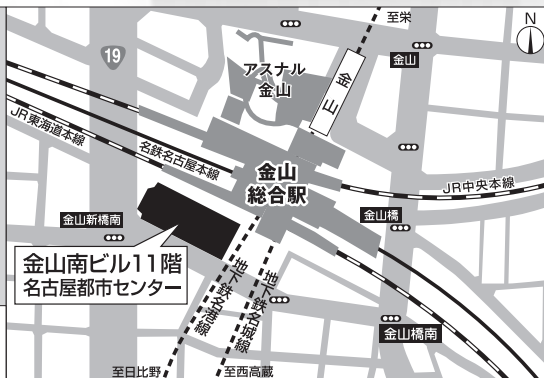 至栄
N
19
金山
アスナル
金山
金山
JR東海道本線
名鉄名古屋本線
金山
総合駅
JR中央本線
金山新橋南
金山橋
金山南ビル11階
名古屋都市センター
地下鉄名港線
地下鉄名城線
金山橋南
至日比野
至西高蔵